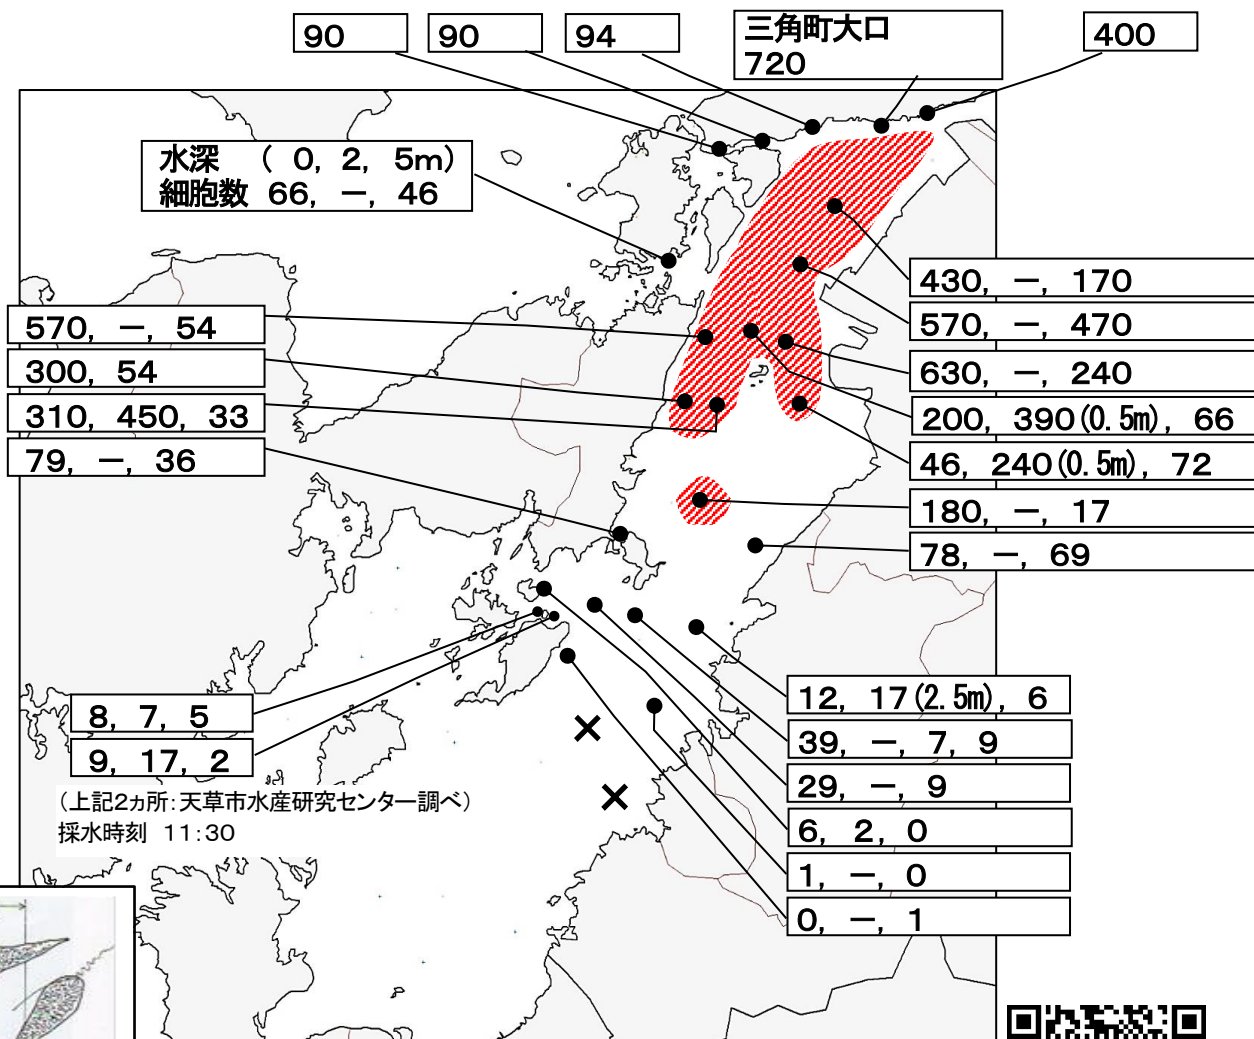 90
90
94
三角町大口
720
400
水深 （ 0, 2, 5m）
細胞数 66, －, 46
430, －, 170
570, －, 470
630, －, 240
200, 390(0.5m), 66
46, 240(0.5m), 72
180, －, 17
78, －, 69
570, －, 54
300, 54
310, 450, 33
79, －, 36
8, 7, 5
9, 17, 2
（上記2ヵ所：天草市水産研究センター調べ）
採水時刻 11：30
12, 17(2.5m), 6
39, －, 7, 9
29, －, 9
6, 2, 0
1, －, 0
0, －, 1